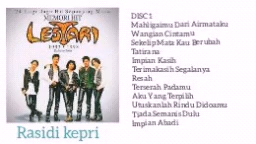 MEMORI HIT
LESTARI
Rasidi kepri
DISC 1
Mahligaimu Dari Airmataku
Wangian Cintamu
Sekelip Mata Kau Berubah
Tatiana
Impian Kasih
Terimakasih Segalanya
Resah
Terserah Padamu
Aku Yang Terpilih
Utuskanlah Rindu Didoamu
Tiada Semanis Dulu
Impian Abadi